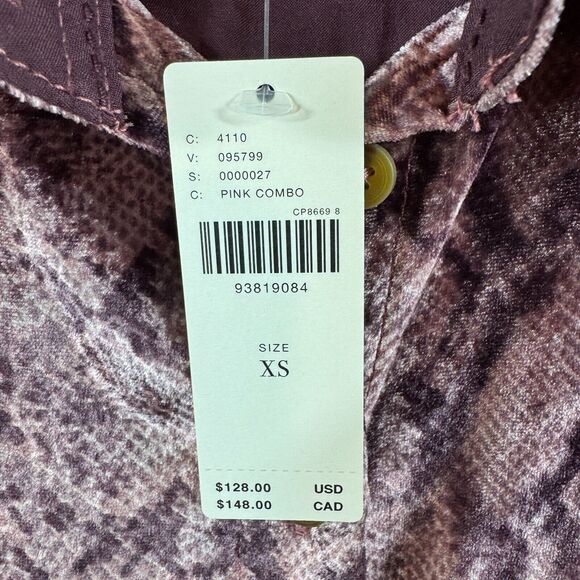 C: 4110
V: 095799
S: 0000027
C: PINK COMBO
CP8669 8
93819084
SIZE
XS
$128.00 USD
$148.00 CAD